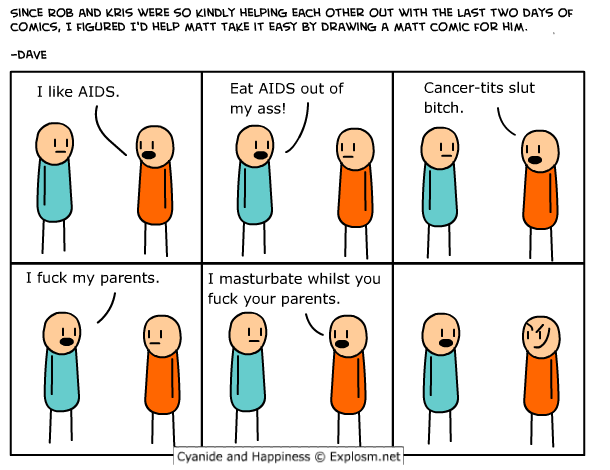 SINCE ROB AND KRIS WERE SO KINDLY HELPING EACH OTHER OUT WITH THE LAST TWO DAYS OF
COMICS, I FIGURED I'D HELP MATT TAKE IT EASY BY DRAWING A MATT COMIC FOR HIM.
-DAVE
I like AIDS.
Eat AIDS out of
my ass!
Cancer-tits slut
bitch.
I fuck my parents.
I masturbate whilst you
fuck your parents.
Cyanide and Happiness © Explosm.net